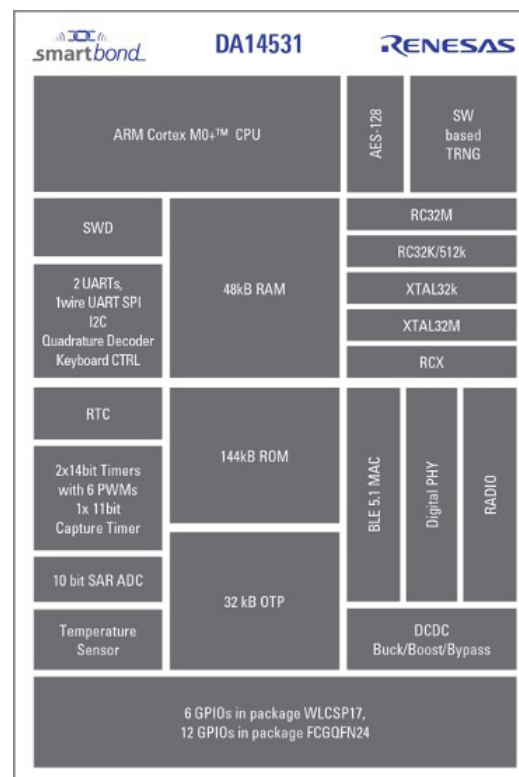 smartbond
DA14531
RENESAS
ARM Cortex M0+™ CPU
AES-128
SW
based
TRNG
SWD
2 UARTs,
1wire UART SPI
I2C
Quadrature Decoder
Keyboard CTRL
48kB RAM
RC32M
RC32K/512k
XTAL32k
XTAL32M
RCX
RTC
2x14bit Timers
with 6 PWMs
1x 11bit
Capture Timer
10 bit SAR ADC
Temperature
Sensor
144kB ROM
32 kB OTP
BLE 5.1 MAC
Digital PHY
RADIO
DCDC
Buck/Boost/Bypass
6 GPIOs in package WLCSP17,
12 GPIOs in package FCGQFN24